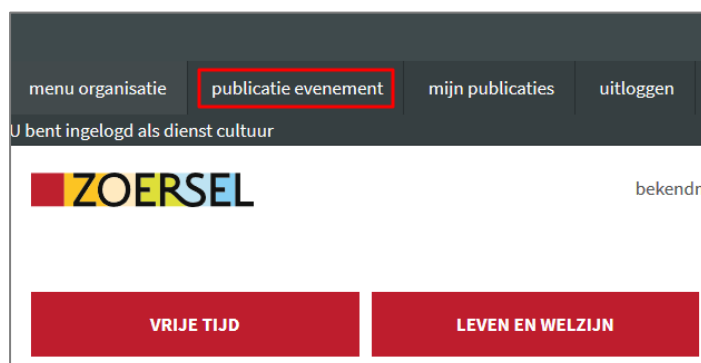 menu organisatie publicatie evenement mijn publicaties uitloggen
U bent ingelogd als dienst cultuur
ZOERSEL
VRIJE TIJD LEVEN EN WELZIJN